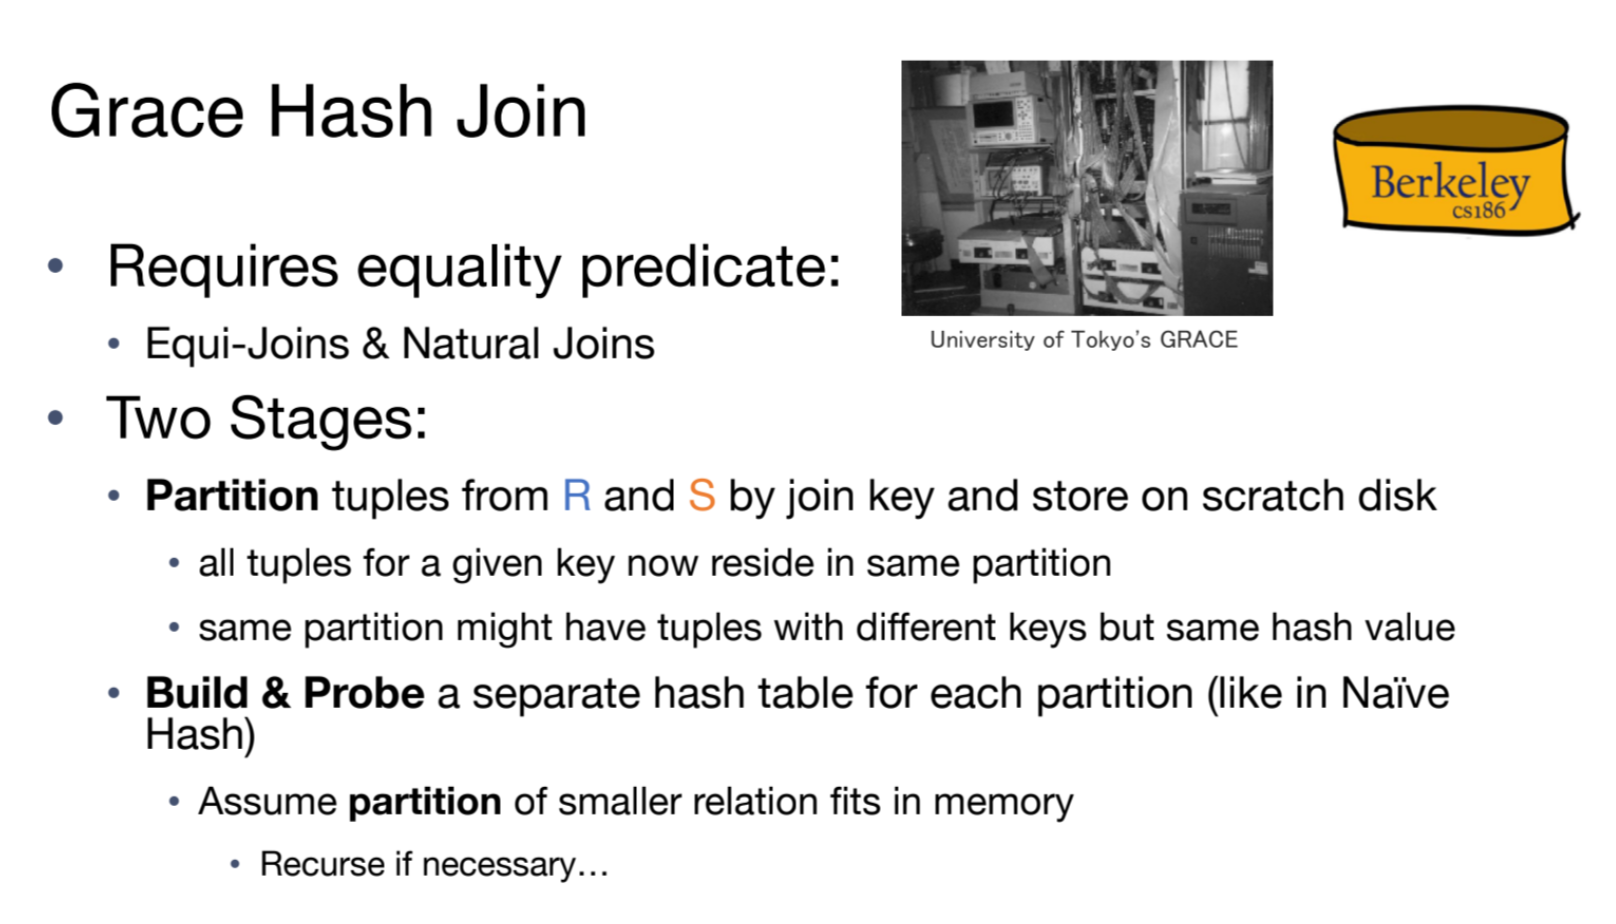 Grace Hash Join
Berkeley
cs186
University of Tokyo's GRACE
• Requires equality predicate:
• Equi-Joins & Natural Joins
• Two Stages:
• Partition tuples from R and S by join key and store on scratch disk
• all tuples for a given key now reside in same partition
• same partition might have tuples with different keys but same hash value
• Build & Probe a separate hash table for each partition (like in Naïve
Hash)
• Assume partition of smaller relation fits in memory
• Recurse if necessary…